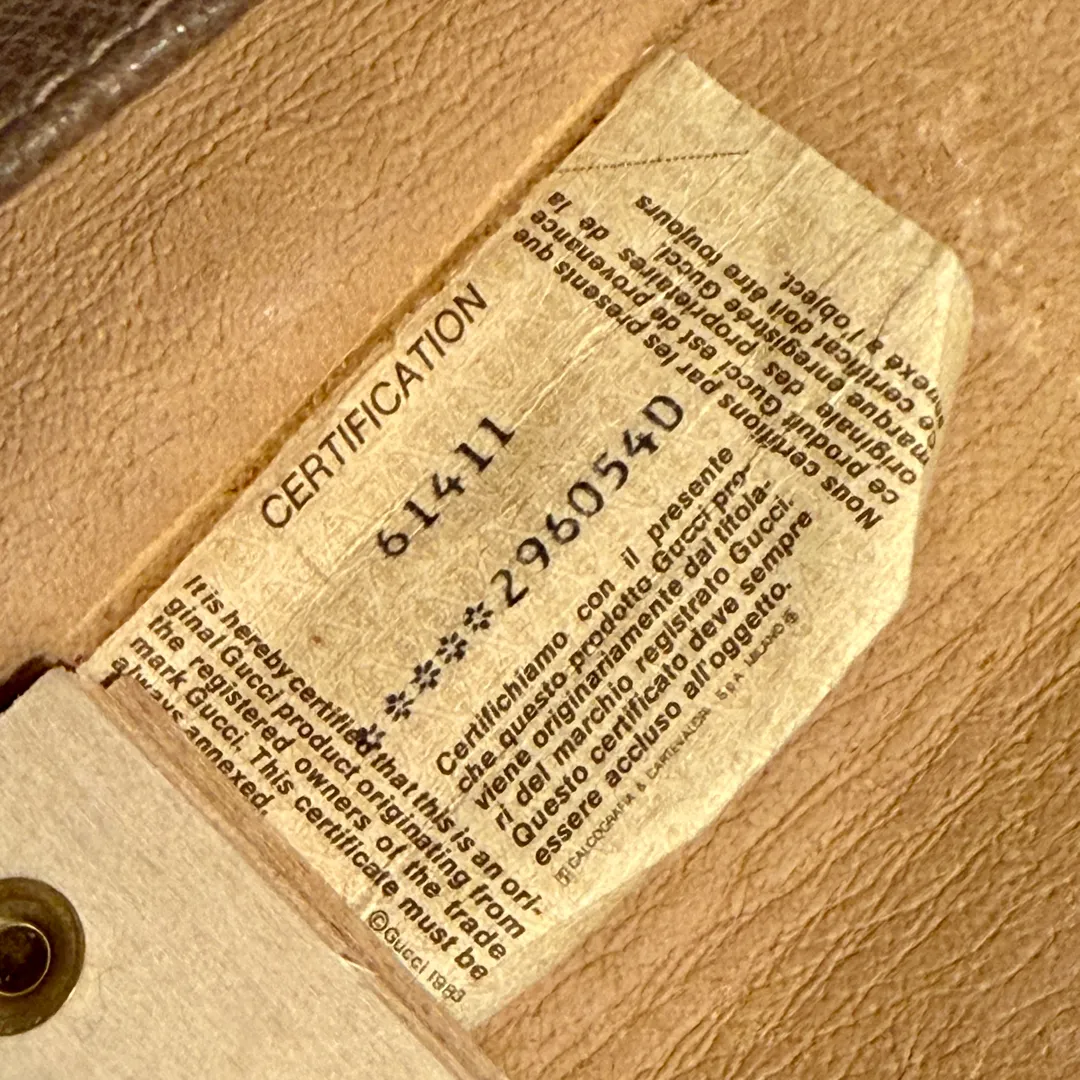 CERTIFICATION
61411
*****296054D
It is hereby certified that this is an ori-
ginal Gucci product originating from
the registered owners of the trade
mark Gucci. This certificate must be
always annexed.
©Gucci 1983
Certifichiamo con il presente
che questo prodotto Gucci pro-
viene originariamente dai titola-
ri del marchio registrato Gucci.
Questo certificato deve sempre
essere accluso all'oggetto.
CALCOGRAFIA & CARTEVALORI S.p.A. MILANO
Nous certifions par les presents que
ce produit Gucci est de provenance
originale des propriétaires de la
marque enregistrée Gucci.
Ce certificat doit être toujours
annexé a l'object.